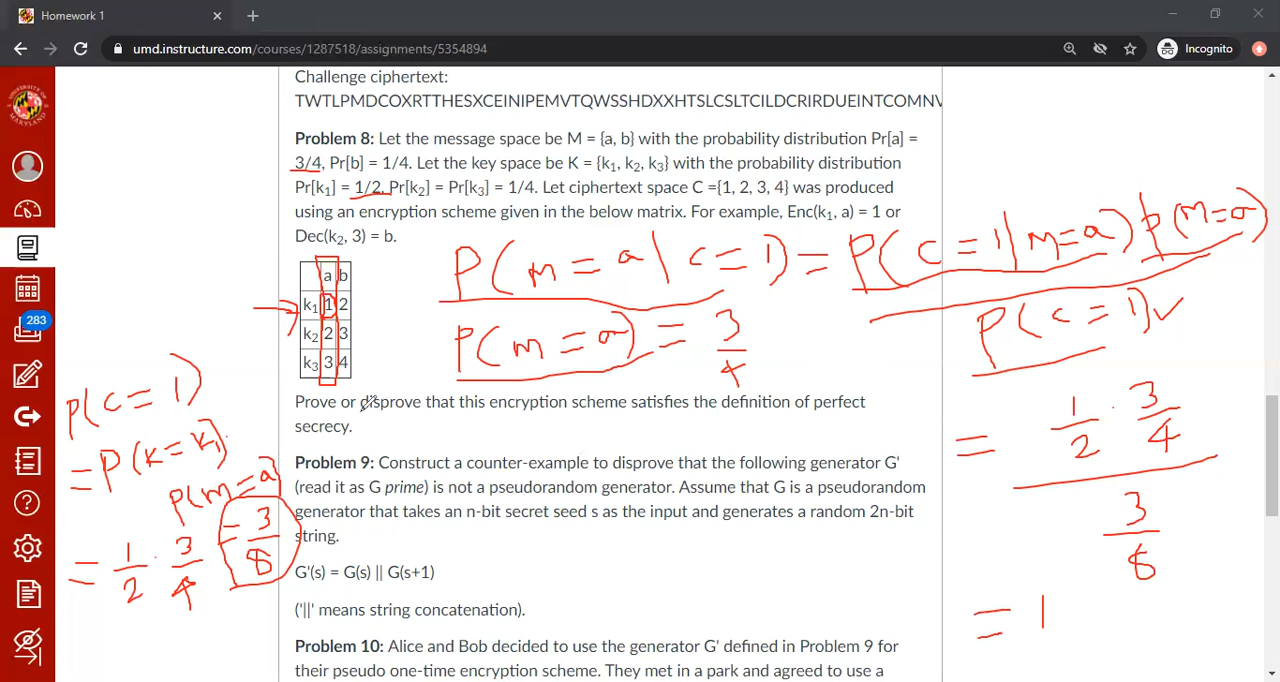 Homework 1
umd.instructure.com/courses/1287518/assignments/5354894
Incognito
283
Challenge ciphertext:
TWTLPMDCOXRTTHESXCEINIPEMVTQWSSHDXXHTSLCSLTCILDCRIRDUEINTCOMNV
Problem 8: Let the message space be M = {a, b} with the probability distribution Pr[a] =
3/4, Pr[b] = 1/4. Let the key space be K = {k₁, k₂, k₃} with the probability distribution
Pr[k₁] = 1/2, Pr[k₂] = Pr[k₃] = 1/4. Let ciphertext space C ={1, 2, 3, 4} was produced
using an encryption scheme given in the below matrix. For example, Enc(k₁, a) = 1 or
Dec(k₂, 3) = b.
a b
k₁ 1 2
k₂ 2 3
k₃ 3 4
P(m = a | c = 1) = P(c = 1 | M = a) P(M = a)
P(c = 1)
P(m = a) = 3/4
= 1/2 · 3/4
3/8
= 1
P(c = 1)
= P(k = k₁)
P(m = a)
= 1/2 · 3/4 = 3/8
Prove or disprove that this encryption scheme satisfies the definition of perfect
secrecy.
Problem 9: Construct a counter-example to disprove that the following generator G'
(read it as G prime) is not a pseudorandom generator. Assume that G is a pseudorandom
generator that takes an n-bit secret seed s as the input and generates a random 2n-bit
string.
G'(s) = G(s) || G(s+1)
('||' means string concatenation).
Problem 10: Alice and Bob decided to use the generator G' defined in Problem 9 for
their pseudo one-time encryption scheme. They met in a park and agreed to use a